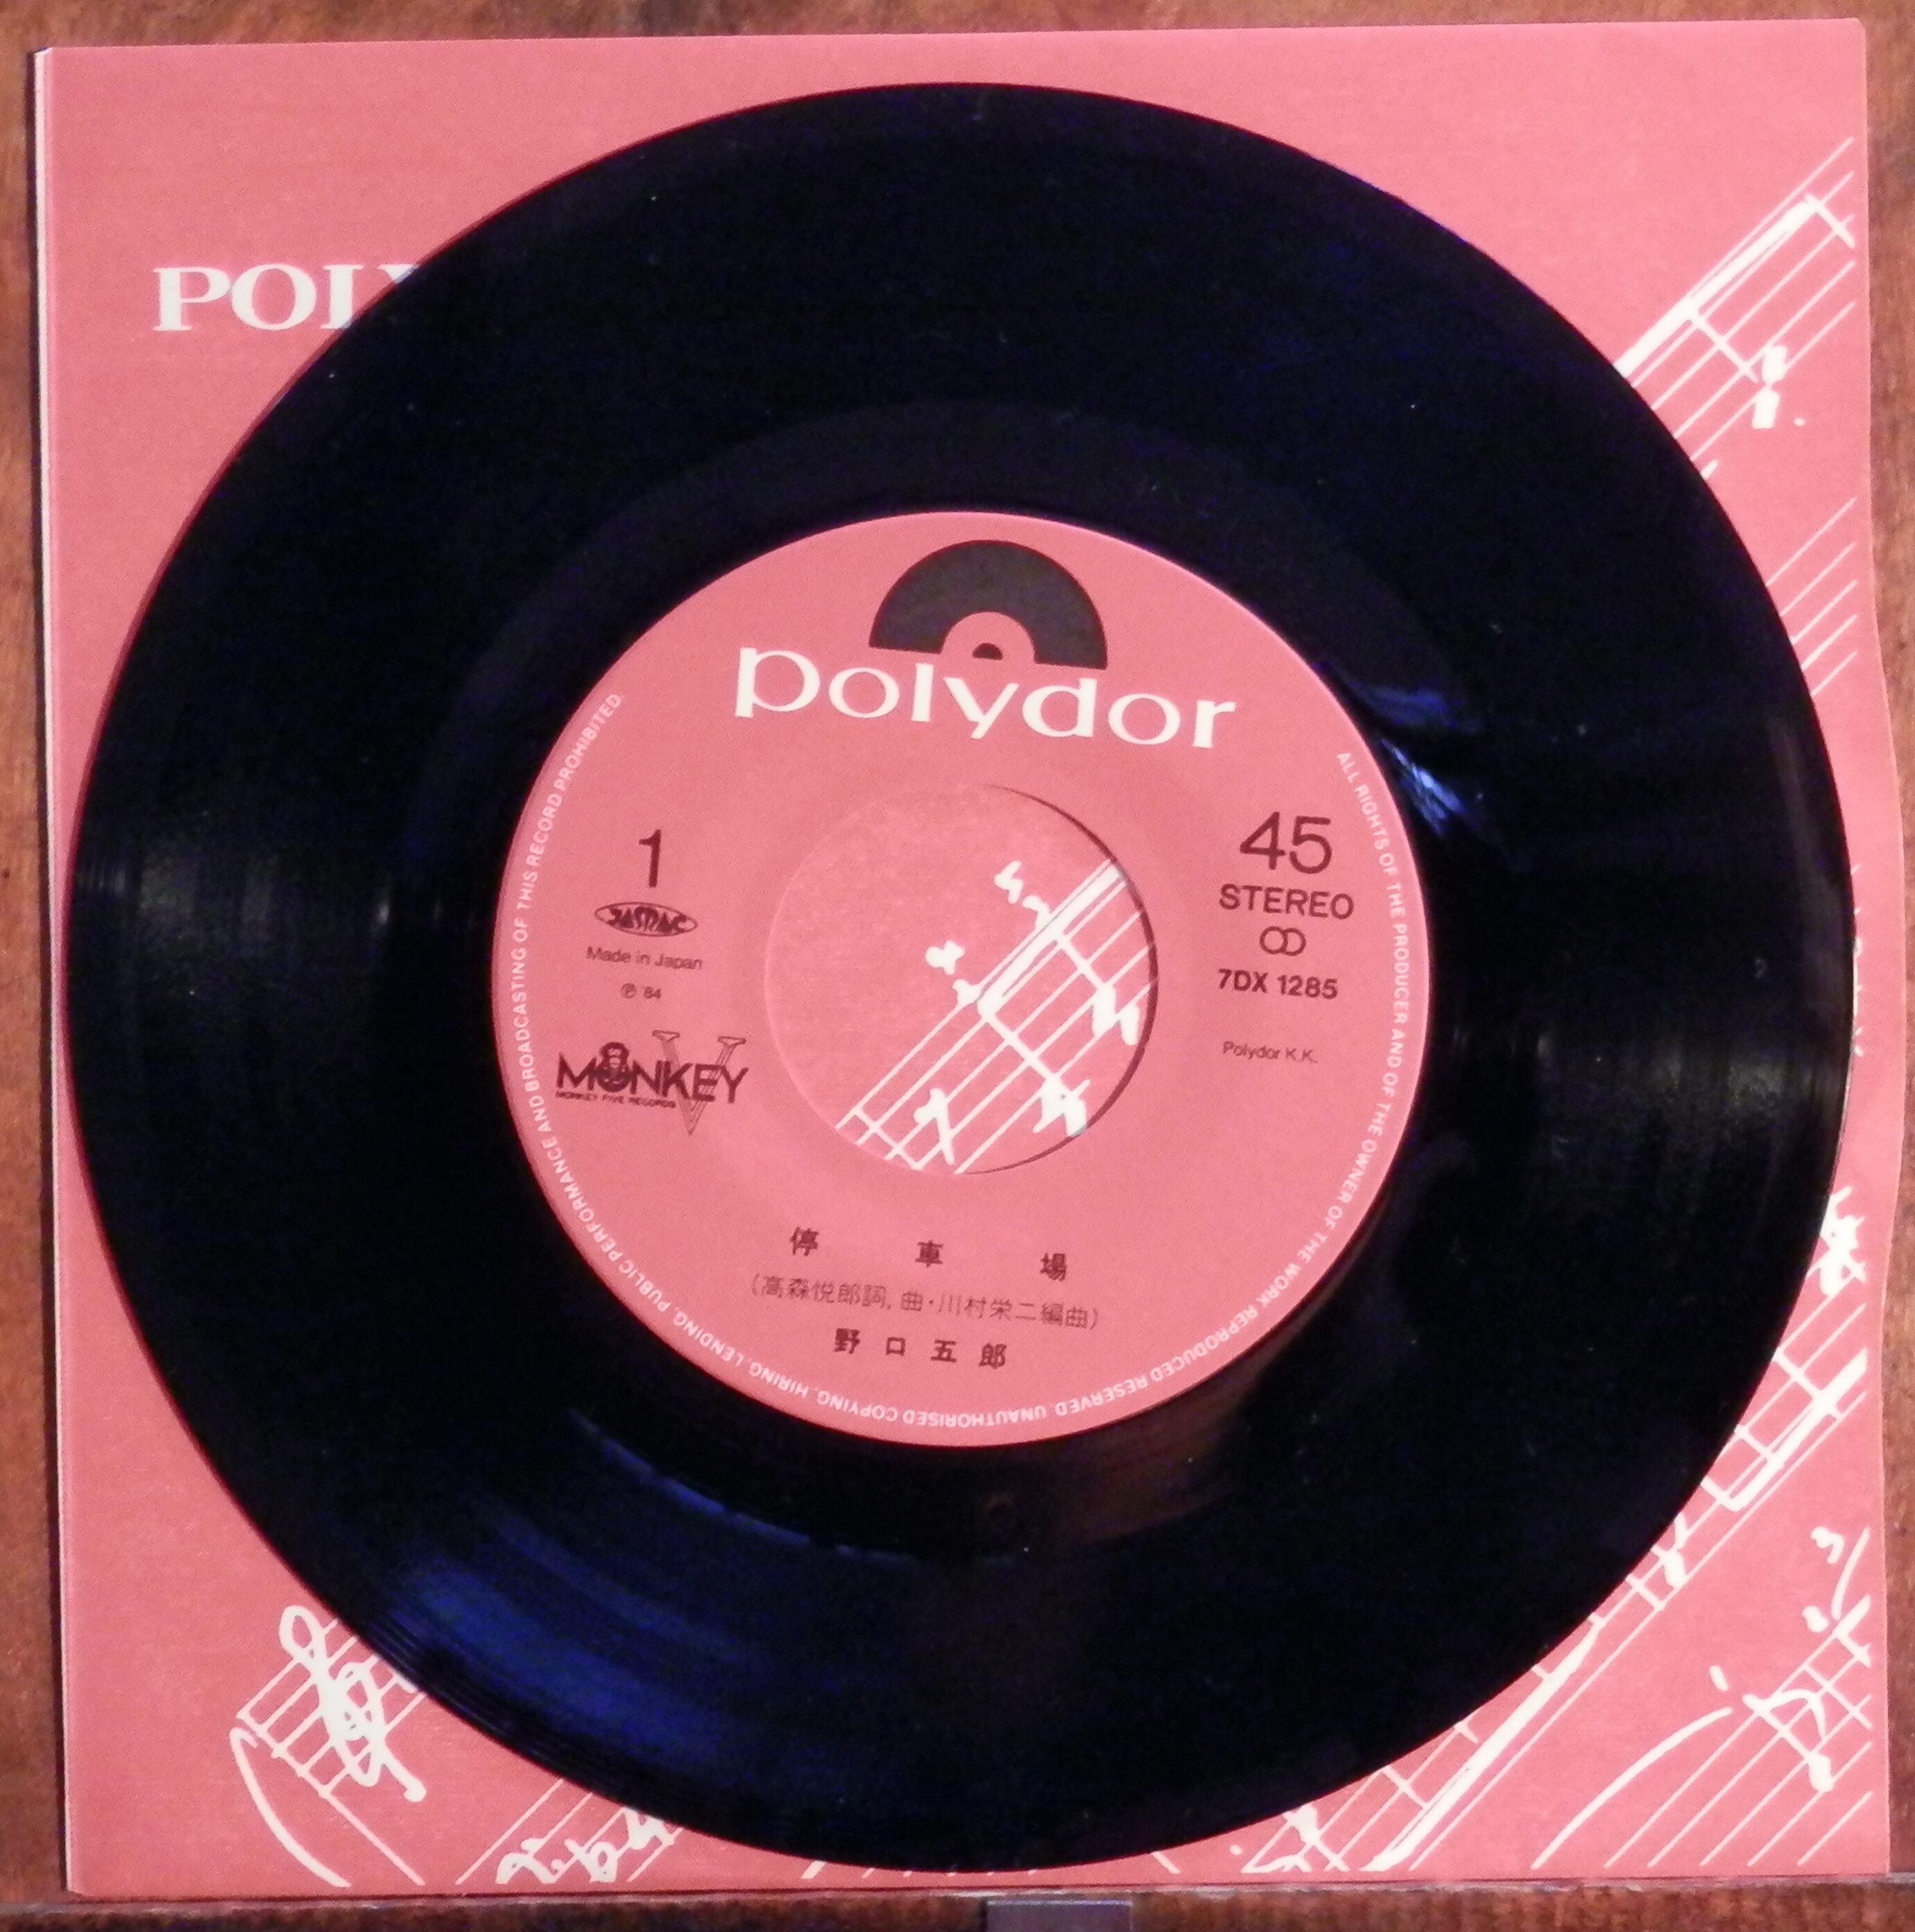 POLY
polydor
1
JASRAC
Made in Japan
℗ '84
MONKEY V
MONKEY FIVE RECORDS
45
STEREO
7DX 1285
Polydor K.K.
停車場
(高森悦郎詞,曲・川村栄二編曲)
野口五郎
ALL RIGHTS OF THE PRODUCER AND OF THE OWNER OF THE WORK REPRODUCED RESERVED. UNAUTHORISED COPYING, HIRING, LENDING, PUBLIC PERFORMANCE AND BROADCASTING OF THIS RECORD PROHIBITED.